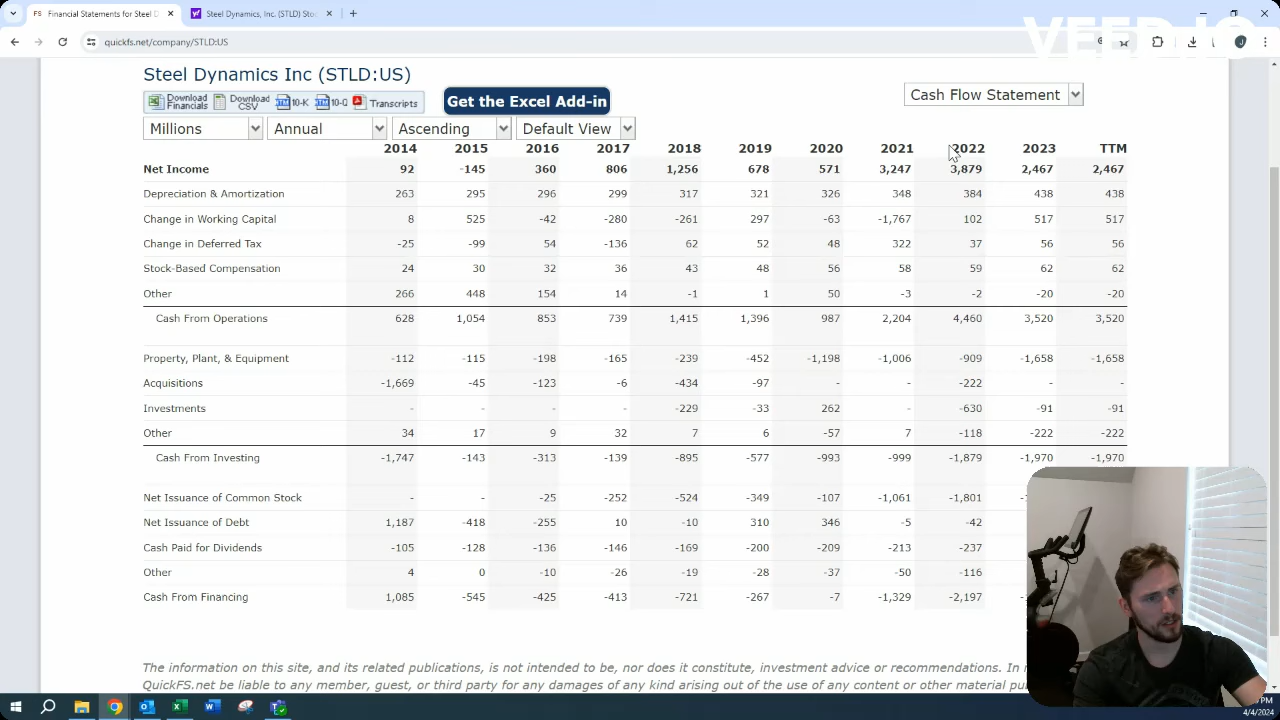 Financial Statements for Steel D
Steel Dynamics, Inc. (STLD) Stoc
quickfs.net/company/STLD:US
VEED.IO
Steel Dynamics Inc (STLD:US)
Download Financials Download CSV 10-K 10-Q Transcripts Get the Excel Add-in Cash Flow Statement
Millions Annual Ascending Default View
2014 2015 2016 2017 2018 2019 2020 2021 2022 2023 TTM
Net Income 92 -145 360 806 1,256 678 571 3,247 3,879 2,467 2,467
Depreciation & Amortization 263 295 296 299 317 321 326 348 384 438 438
Change in Working Capital 8 525 -42 -280 -261 297 -63 -1,767 102 517 517
Change in Deferred Tax -25 -99 54 -136 62 52 48 322 37 56 56
Stock-Based Compensation 24 30 32 36 43 48 56 58 59 62 62
Other 266 448 154 14 -1 1 50 -3 -2 -20 -20
Cash From Operations 628 1,054 853 739 1,415 1,396 987 2,204 4,460 3,520 3,520
Property, Plant, & Equipment -112 -115 -198 -165 -239 -452 -1,198 -1,006 -909 -1,658 -1,658
Acquisitions -1,669 -45 -123 -6 -434 -97 - - -222 - -
Investments - - - - -229 -33 262 - -630 -91 -91
Other 34 17 9 32 7 6 -57 7 -118 -222 -222
Cash From Investing -1,747 -143 -313 -139 -895 -577 -993 -999 -1,879 -1,970 -1,970
Net Issuance of Common Stock - - -25 -252 -524 -349 -107 -1,061 -1,801
Net Issuance of Debt 1,187 -418 -255 10 -10 310 346 -5 -42
Cash Paid for Dividends -105 -128 -136 -146 -169 -200 -209 -213 -237
Other 4 0 -10 -26 -19 -28 -37 -50 -116
Cash From Financing 1,085 -545 -425 -413 -721 -267 -7 -1,329 -2,197
The information on this site, and its related publications, is not intended to be, nor does it constitute, investment advice or recommendations. In
QuickFS.net be liable to any member, guest, or third party for any damages of any kind arising out of the use of any content or other material
4/4/2024